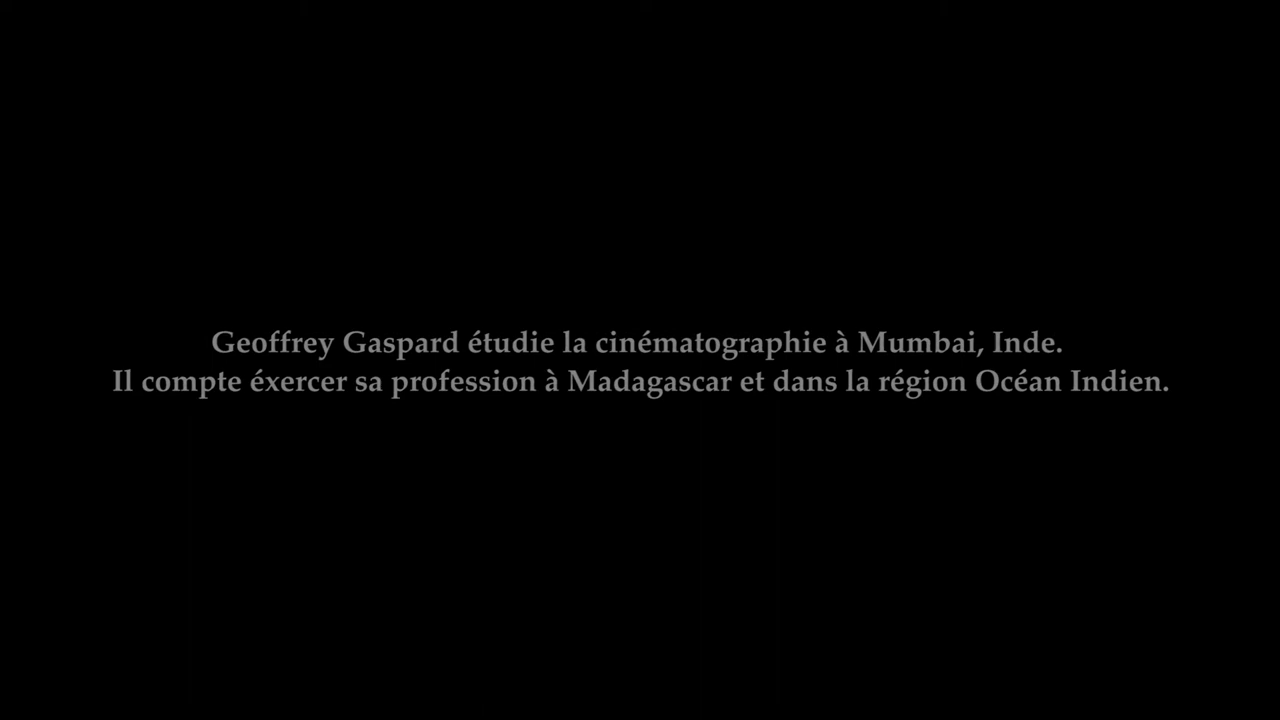 Geoffrey Gaspard étudie la cinématographie à Mumbai, Inde.
Il compte éxercer sa profession à Madagascar et dans la région Océan Indien.